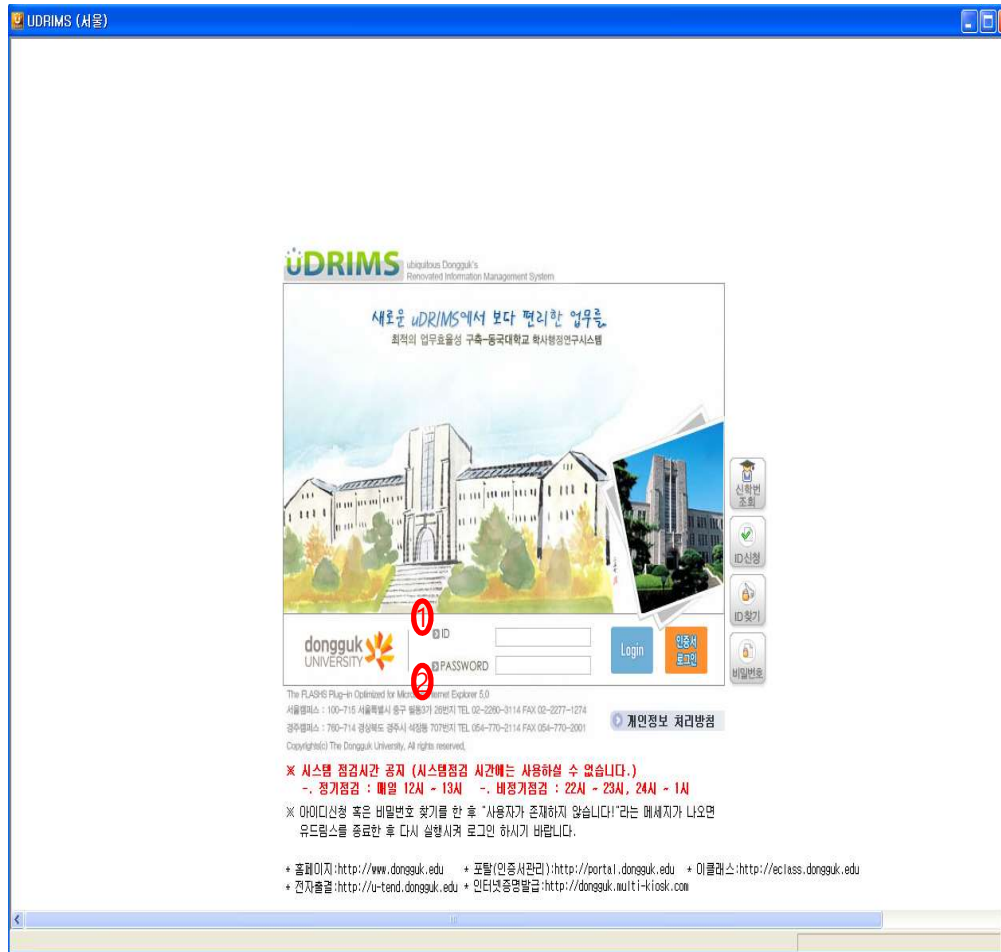 UDRIMS (서울)
uDRIMS ubiquitous Dongguk's
Renovated Information Management System
새로운 uDRIMS에서 보다 편리한 업무를
최적의 업무효율성 구축-동국대학교 학사행정연구시스템
신학번
조회
ID신청
ID찾기
비밀번호
①
ID
dongguk
UNIVERSITY
②
PASSWORD
Login
인증서
로그인
The FLASH8 Plug-in Optimized for Internet Explorer 5.0
서울캠퍼스 : 100-715 서울특별시 중구 필동3가 26번지 TEL 02-2260-3114 FAX 02-2277-1274
경주캠퍼스 : 780-714 경상북도 경주시 석장동 707번지 TEL 054-770-2114 FAX 054-770-2001
Copyrights(c) The Dongguk University, All rights reserved.
개인정보 처리방침
※ 시스템 점검시간 공지 (시스템점검 시간에는 사용하실 수 없습니다.)
-. 정기점검 : 매일 12시 ~ 13시 -. 비정기점검 : 22시 ~ 23시, 24시 ~ 1시
※ 아이디신청 혹은 비밀번호 찾기를 한 후 "사용자가 존재하지 않습니다!"라는 메세지가 나오면
유드림스를 종료한 후 다시 실행시켜 로그인 하시기 바랍니다.
* 홈페이지:http://www.dongguk.edu * 포탈(인증서관리):http://portal.dongguk.edu * 이클래스:http://eclass.dongguk.edu
* 전자출결:http://u-tend.dongguk.edu * 인터넷증명발급:http://dongguk.multi-kiosk.com